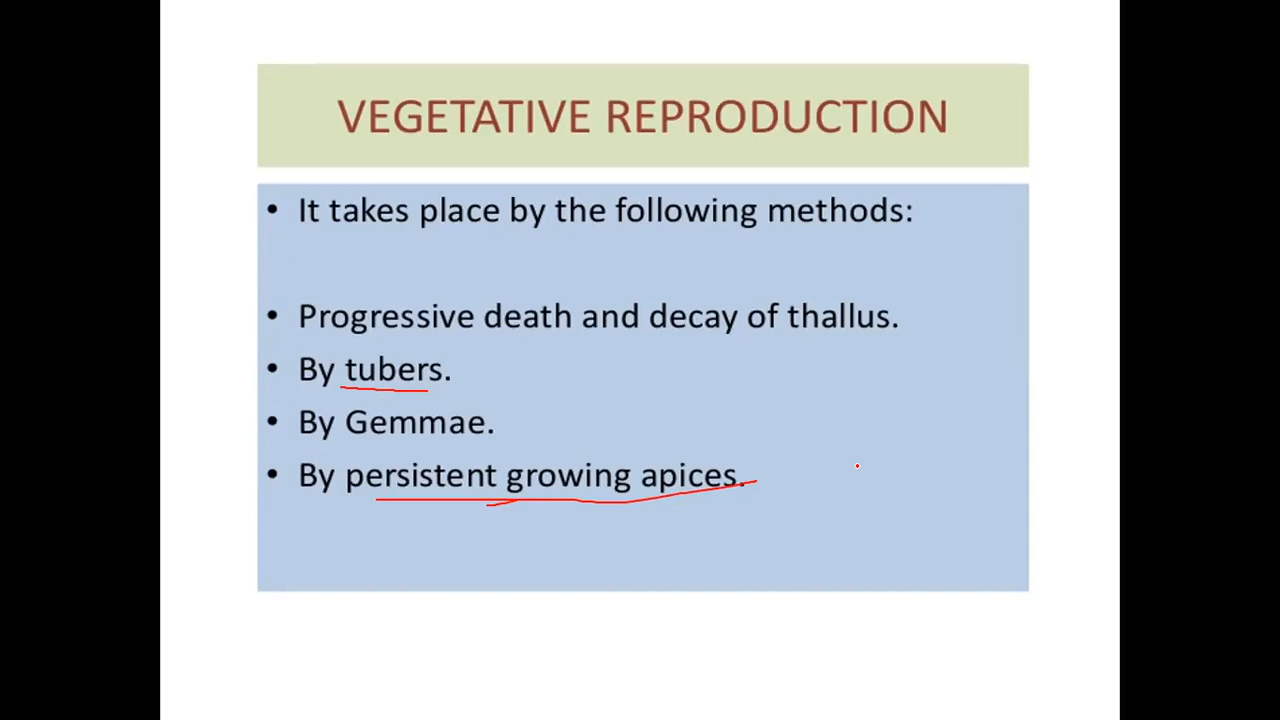 VEGETATIVE REPRODUCTION
• It takes place by the following methods:
• Progressive death and decay of thallus.
• By tubers.
• By Gemmae.
• By persistent growing apices.